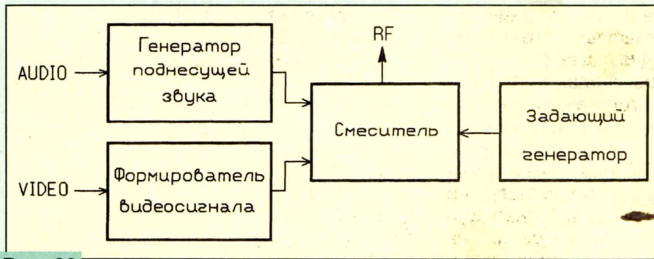 RF
AUDIO
Генератор
поднесущей
звука
Смеситель
Задающий
генератор
VIDEO
Формирователь
видеосигнала